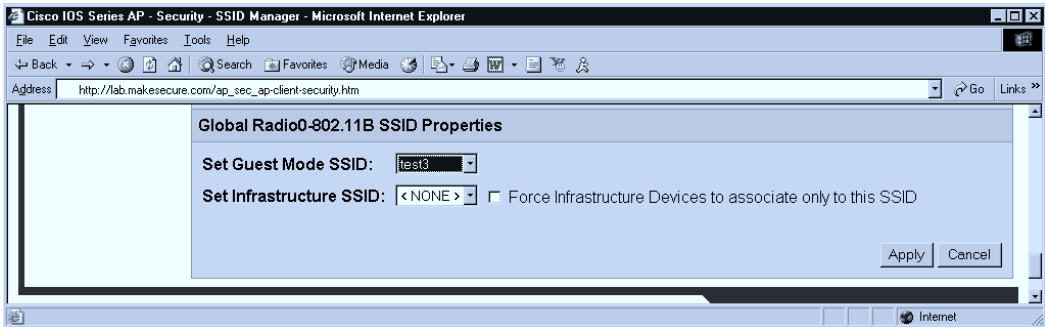 Cisco IOS Series AP - Security - SSID Manager - Microsoft Internet Explorer
File Edit View Favorites Tools Help
Back Search Favorites Media
Address http://lab.makesecure.com/ap_sec_ap-client-security.htm Go Links »
Global Radio0-802.11B SSID Properties
Set Guest Mode SSID: test3
Set Infrastructure SSID: < NONE > Force Infrastructure Devices to associate only to this SSID
Apply Cancel
Internet